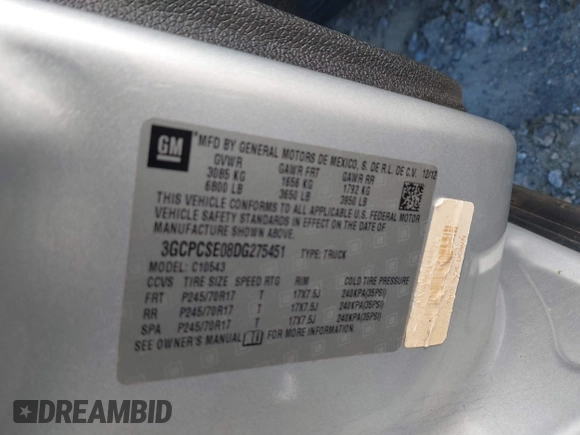 GM
MFD BY GENERAL MOTORS DE MEXICO, S. DE R.L. DE C.V. 12/12
GVWR GAWR FRT GAWR RR
3085 KG 1656 KG 1792 KG
6800 LB 3650 LB 3950 LB
THIS VEHICLE CONFORMS TO ALL APPLICABLE U.S. FEDERAL MOTOR
VEHICLE SAFETY STANDARDS IN EFFECT ON THE DATE OF
MANUFACTURE SHOWN ABOVE.
3GCPCSE08DG275451 TYPE: TRUCK
MODEL: C10543
CCVS TIRE SIZE SPEED RTG RIM COLD TIRE PRESSURE
FRT P245/70R17 T 17X7.5J 240KPA(35PSI)
RR P245/70R17 T 17X7.5J 240KPA(35PSI)
SPA P245/70R17 T 17X7.5J 240KPA(35PSI)
SEE OWNER'S MANUAL FOR MORE INFORMATION.
DREAMBID